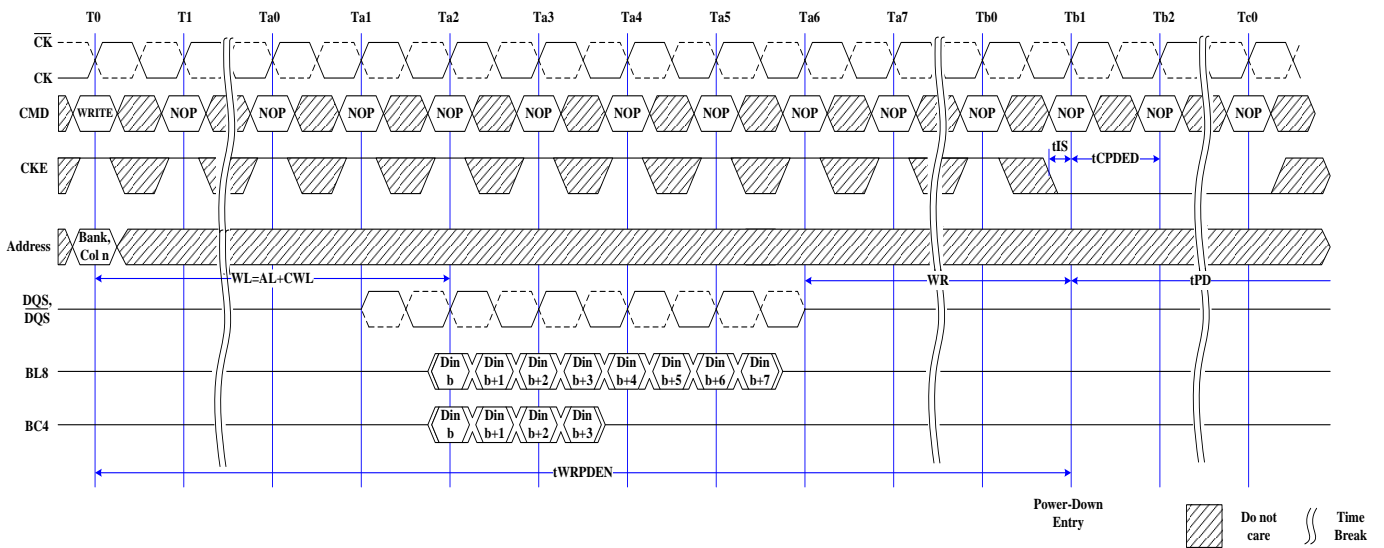 T0 T1 Ta0 Ta1 Ta2 Ta3 Ta4 Ta5 Ta6 Ta7 Tb0 Tb1 Tb2 Tc0
CK
CK
CMD WRITE NOP NOP NOP NOP NOP NOP NOP NOP NOP NOP NOP NOP NOP
tIS
CKE tCPDED
Address Bank,
Col n
WL=AL+CWL WR tPD
DQS,
DQS
BL8 Din Din Din Din Din Din Din Din
b b+1 b+2 b+3 b+4 b+5 b+6 b+7
BC4 Din Din Din Din
b b+1 b+2 b+3
tWRPDEN
Power-Down
Entry
Do not
care
Time
Break